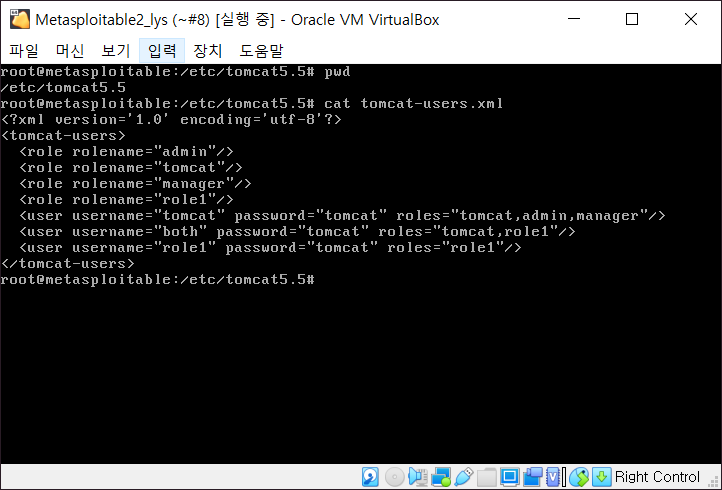 Metasploitable2_lys (~#8) [실행 중] - Oracle VM VirtualBox
파일 머신 보기 입력 장치 도움말
root@metasploitable:/etc/tomcat5.5# pwd
/etc/tomcat5.5
root@metasploitable:/etc/tomcat5.5# cat tomcat-users.xml
<?xml version='1.0' encoding='utf-8'?>
<tomcat-users>
  <role rolename="admin"/>
  <role rolename="tomcat"/>
  <role rolename="manager"/>
  <role rolename="role1"/>
  <user username="tomcat" password="tomcat" roles="tomcat,admin,manager"/>
  <user username="both" password="tomcat" roles="tomcat,role1"/>
  <user username="role1" password="tomcat" roles="role1"/>
</tomcat-users>
root@metasploitable:/etc/tomcat5.5#
Right Control